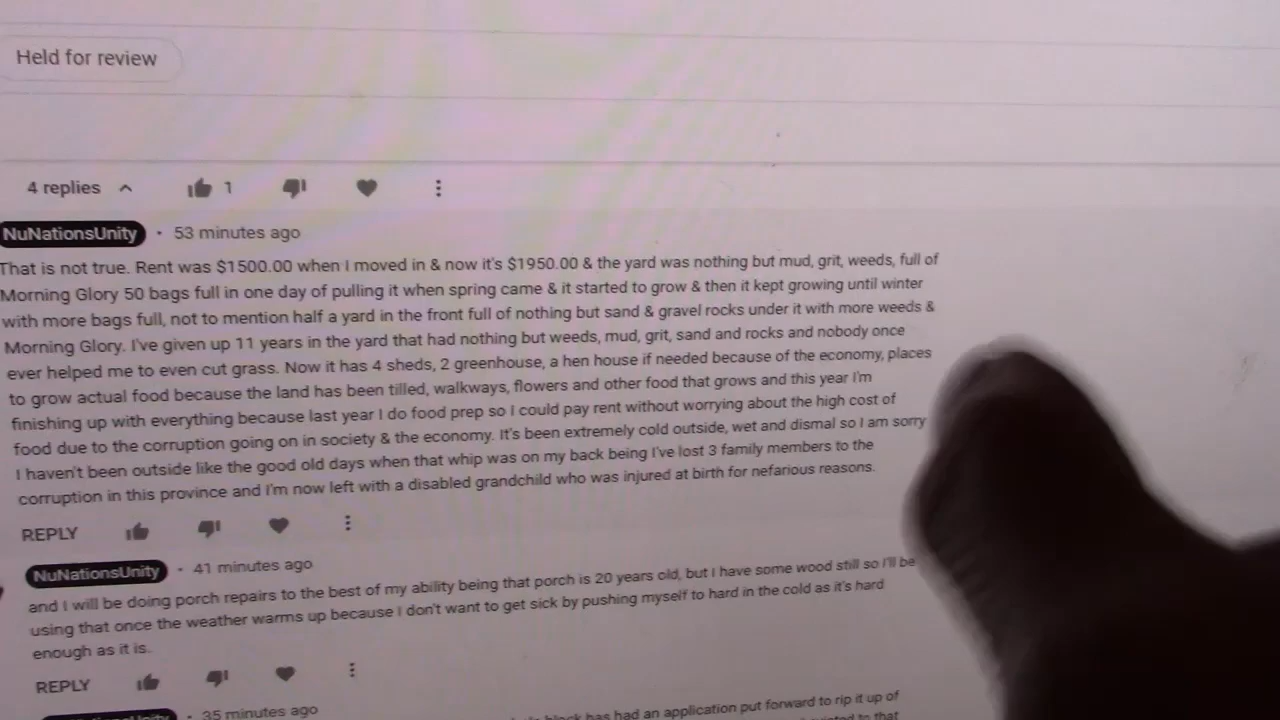 Held for review
4 replies
1
NuNationsUnity • 53 minutes ago
That is not true. Rent was $1500.00 when I moved in & now it's $1950.00 & the yard was nothing but mud, grit, weeds, full of
Morning Glory 50 bags full in one day of pulling it when spring came & it started to grow & then it kept growing until winter
with more bags full, not to mention half a yard in the front full of nothing but sand & gravel rocks under it with more weeds &
Morning Glory. I've given up 11 years in the yard that had nothing but weeds, mud, grit, sand and rocks and nobody once
ever helped me to even cut grass. Now it has 4 sheds, 2 greenhouse, a hen house if needed because of the economy, places
to grow actual food because the land has been tilled, walkways, flowers and other food that grows and this year I'm
finishing up with everything because last year I do food prep so I could pay rent without worrying about the high cost of
food due to the corruption going on in society & the economy. It's been extremely cold outside, wet and dismal so I am sorry
I haven't been outside like the good old days when that whip was on my back being I've lost 3 family members to the
corruption in this province and I'm now left with a disabled grandchild who was injured at birth for nefarious reasons.
REPLY
NuNationsUnity • 41 minutes ago
and I will be doing porch repairs to the best of my ability being that porch is 20 years old, but I have some wood still so I'll be
using that once the weather warms up because I don't want to get sick by pushing myself to hard in the cold as it's hard
enough as it is.
REPLY
• 35 minutes ago
block has had an application put forward to rip it up of
to that